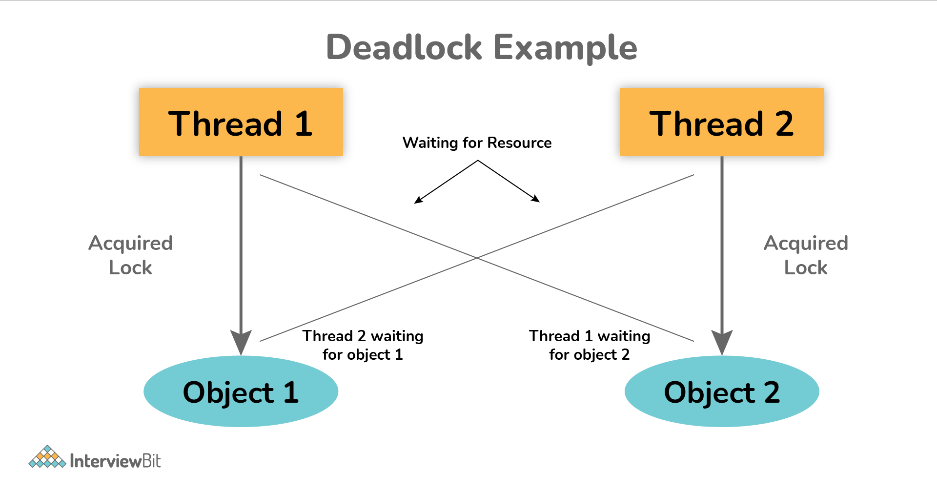 Deadlock Example
Thread 1
Thread 2
Waiting for Resource
Acquired
Lock
Acquired
Lock
Thread 2 waiting
for object 1
Thread 1 waiting
for object 2
Object 1
Object 2
InterviewBit